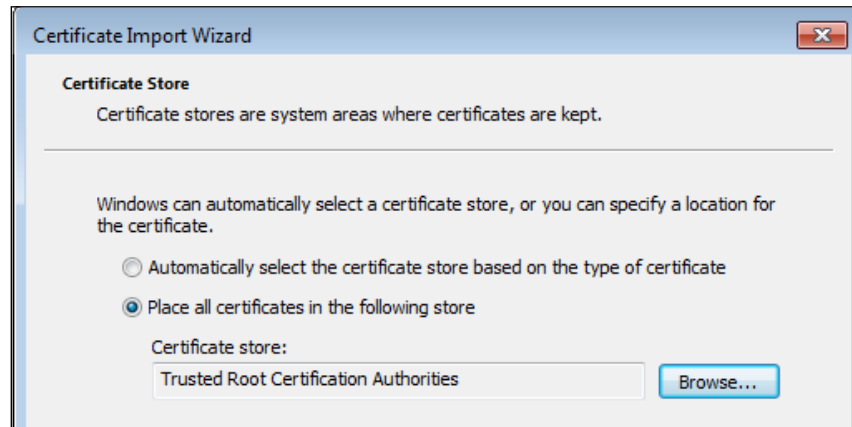 Certificate Import Wizard
Certificate Store
Certificate stores are system areas where certificates are kept.
Windows can automatically select a certificate store, or you can specify a location for
the certificate.
Automatically select the certificate store based on the type of certificate
Place all certificates in the following store
Certificate store:
Trusted Root Certification Authorities
Browse...